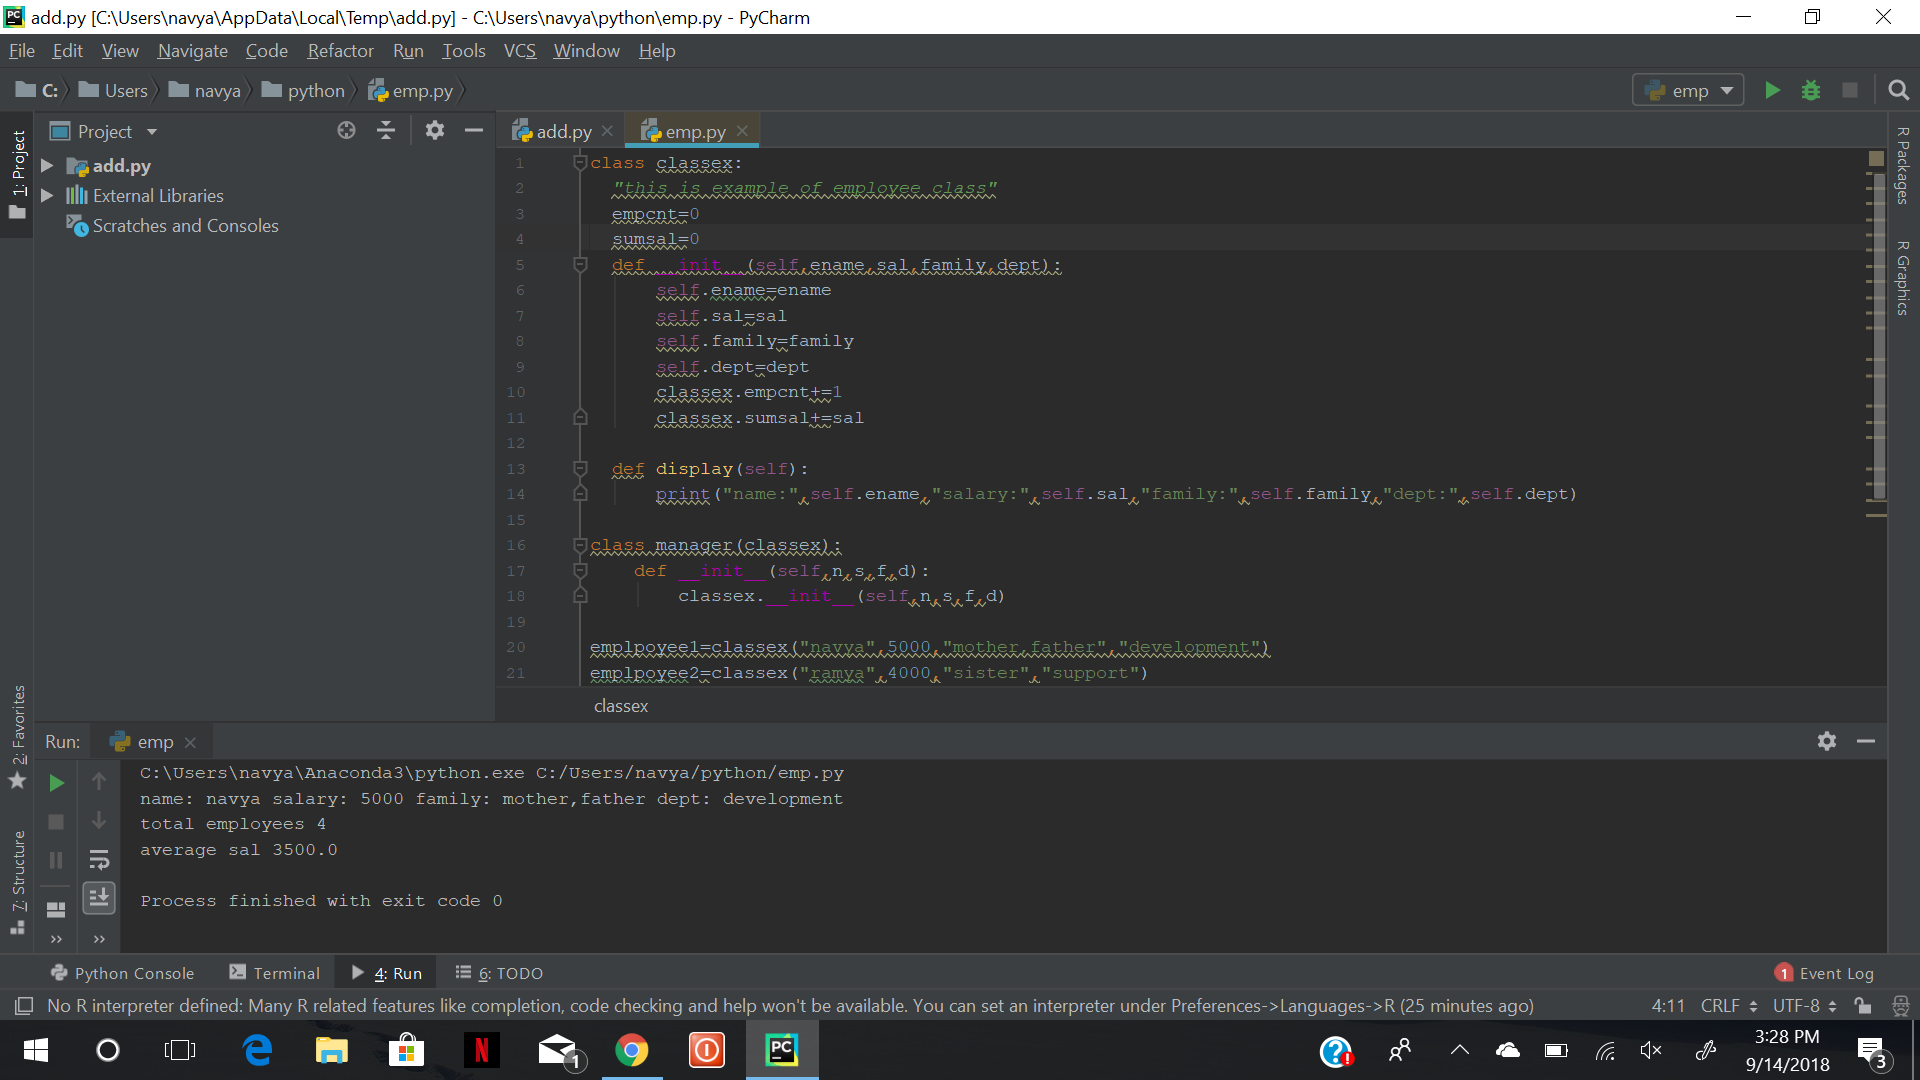 add.py [C:\Users\navya\AppData\Local\Temp\add.py] - C:\Users\navya\python\emp.py - PyCharm
File Edit View Navigate Code Refactor Run Tools VCS Window Help
C: Users navya python emp.py
emp
1: Project
Project
add.py
External Libraries
Scratches and Consoles
add.py emp.py
1 class classex:
2 "this is example of employee class"
3 empcnt=0
4 sumsal=0
5 def __init__(self,ename,sal,family,dept):
6 self.ename=ename
7 self.sal=sal
8 self.family=family
9 self.dept=dept
10 classex.empcnt+=1
11 classex.sumsal+=sal
12
13 def display(self):
14 print("name:",self.ename,"salary:",self.sal,"family:",self.family,"dept:",self.dept)
15
16 class manager(classex):
17 def __init__(self,n,s,f,d):
18 classex.__init__(self,n,s,f,d)
19
20 emplpoyee1=classex("navya",5000,"mother,father","development")
21 emplpoyee2=classex("ramya",4000,"sister","support")
classex
R Packages
R Graphics
2: Favorites
7: Structure
Run: emp
C:\Users\navya\Anaconda3\python.exe C:/Users/navya/python/emp.py
name: navya salary: 5000 family: mother,father dept: development
total employees 4
average sal 3500.0
Process finished with exit code 0
Python Console Terminal 4: Run 6: TODO
1 Event Log
No R interpreter defined: Many R related features like completion, code checking and help won't be available. You can set an interpreter under Preferences->Languages->R (25 minutes ago)
4:11 CRLF UTF-8
N
1
PC
3:28 PM
9/14/2018
3